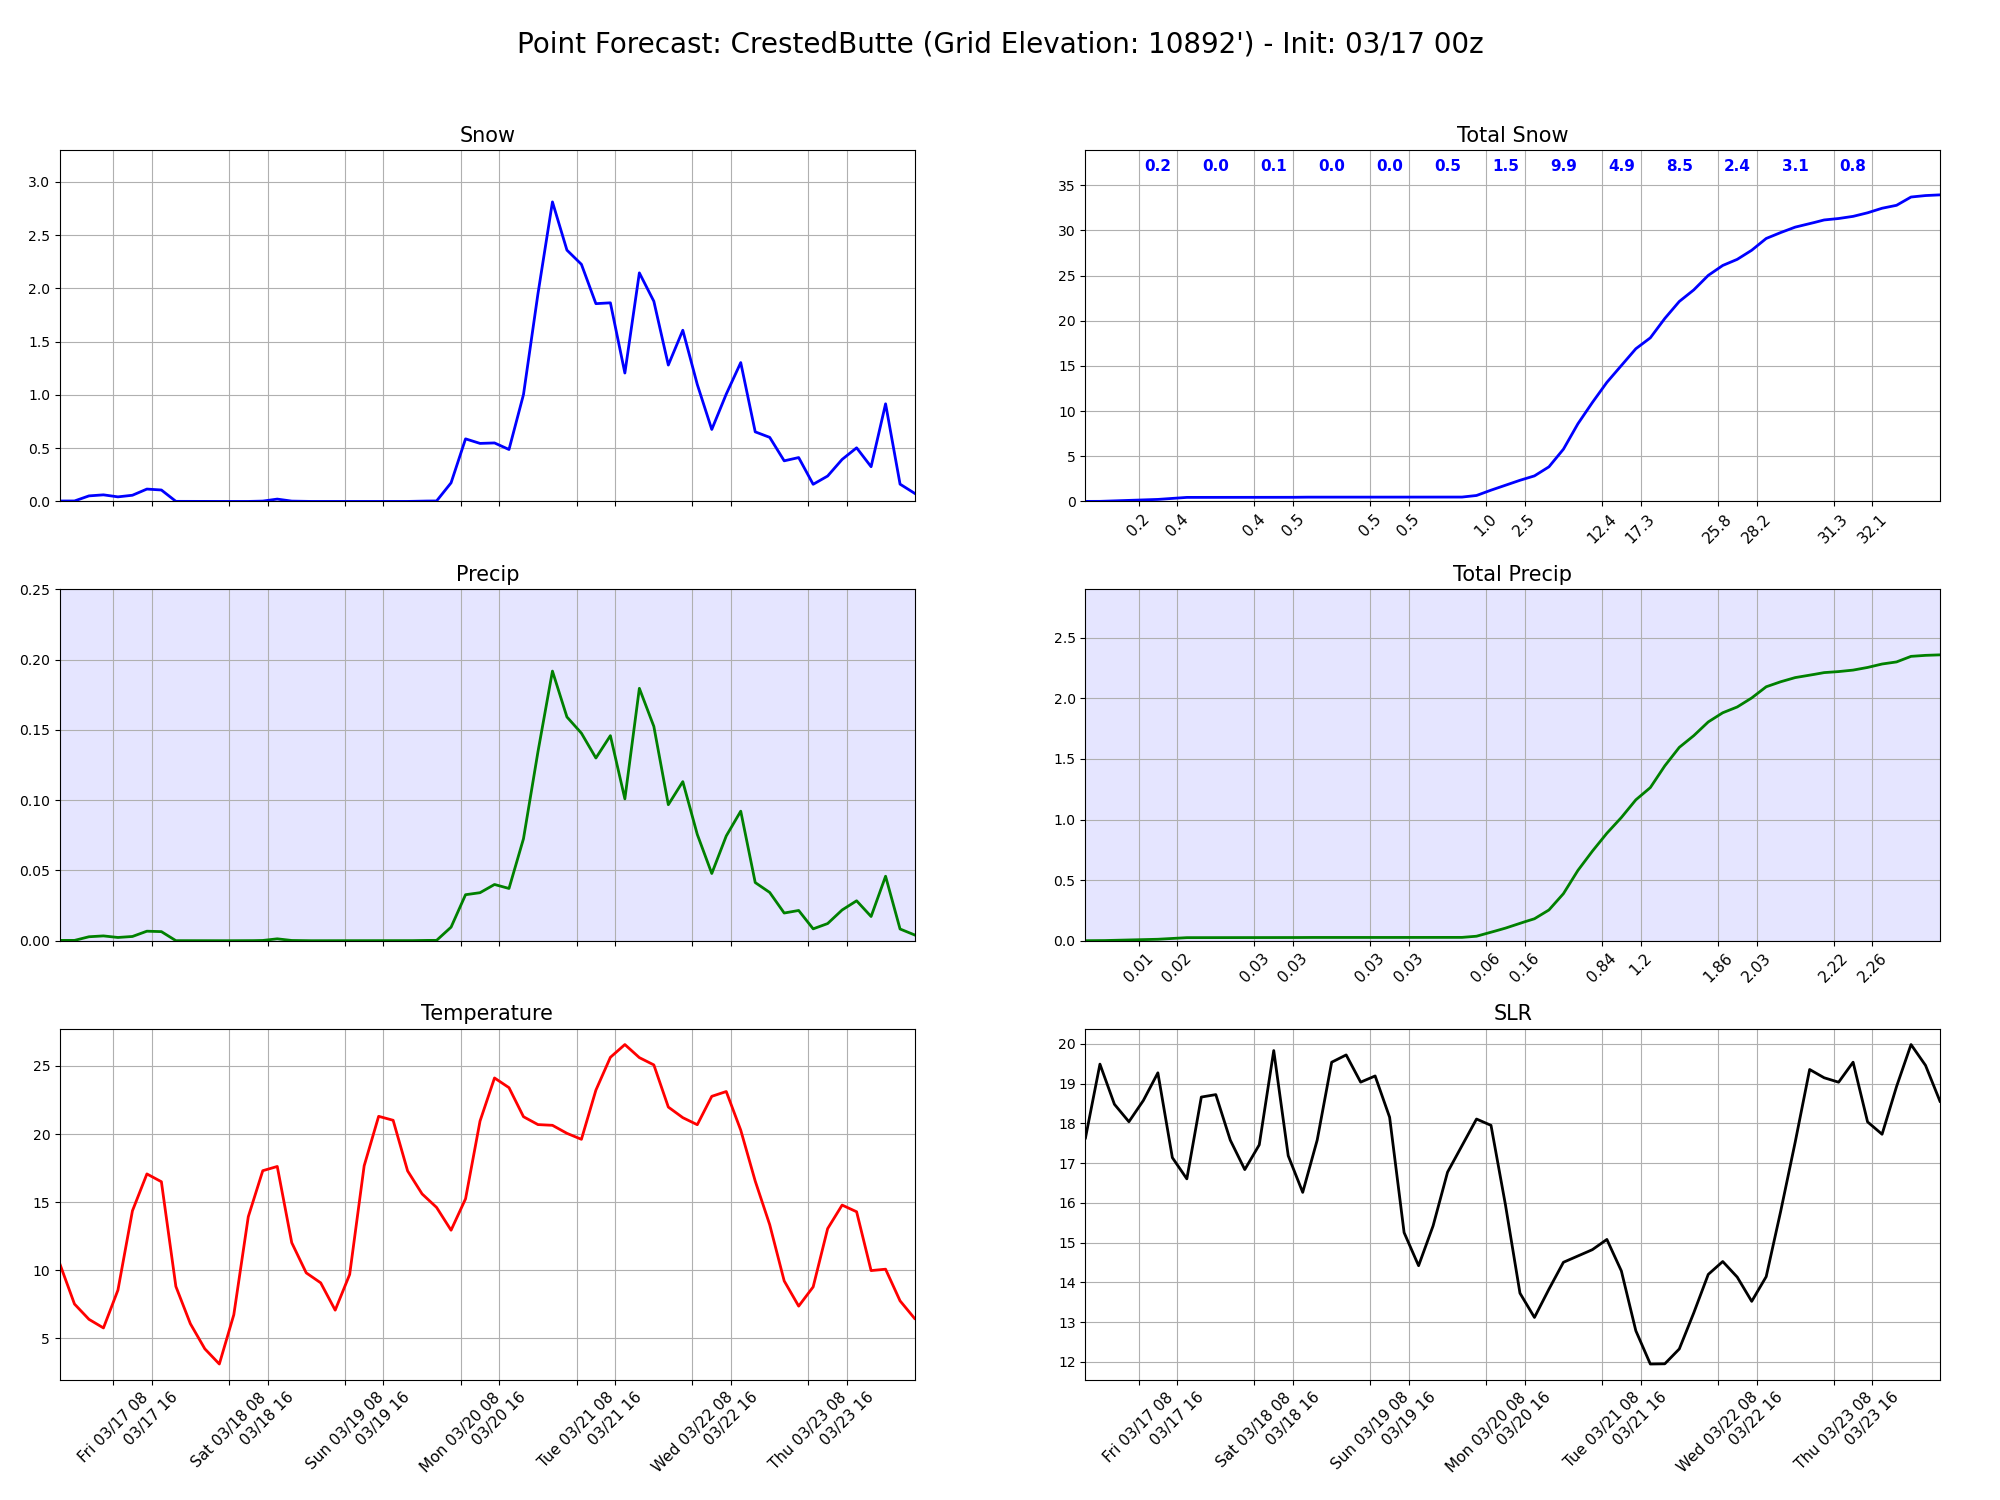 Point Forecast: CrestedButte (Grid Elevation: 10892') - Init: 03/17 00z
Snow
3.0
2.5
2.0
1.5
1.0
0.5
0.0
Total Snow
0.2 0.0 0.1 0.0 0.0 0.5 1.5 9.9 4.9 8.5 2.4 3.1 0.8
35
30
25
20
15
10
5
0
0.2 0.4 0.4 0.5 0.5 0.5 1.0 2.5 12.4 17.3 25.8 28.2 31.3 32.1
Precip
0.25
0.20
0.15
0.10
0.05
0.00
Total Precip
2.5
2.0
1.5
1.0
0.5
0.0
0.01 0.02 0.03 0.03 0.03 0.03 0.06 0.16 0.84 1.2 1.86 2.03 2.22 2.26
Temperature
25
20
15
10
5
Fri 03/17 08
03/17 16
Sat 03/18 08
03/18 16
Sun 03/19 08
03/19 16
Mon 03/20 08
03/20 16
Tue 03/21 08
03/21 16
Wed 03/22 08
03/22 16
Thu 03/23 08
03/23 16
SLR
20
19
18
17
16
15
14
13
12
Fri 03/17 08
03/17 16
Sat 03/18 08
03/18 16
Sun 03/19 08
03/19 16
Mon 03/20 08
03/20 16
Tue 03/21 08
03/21 16
Wed 03/22 08
03/22 16
Thu 03/23 08
03/23 16